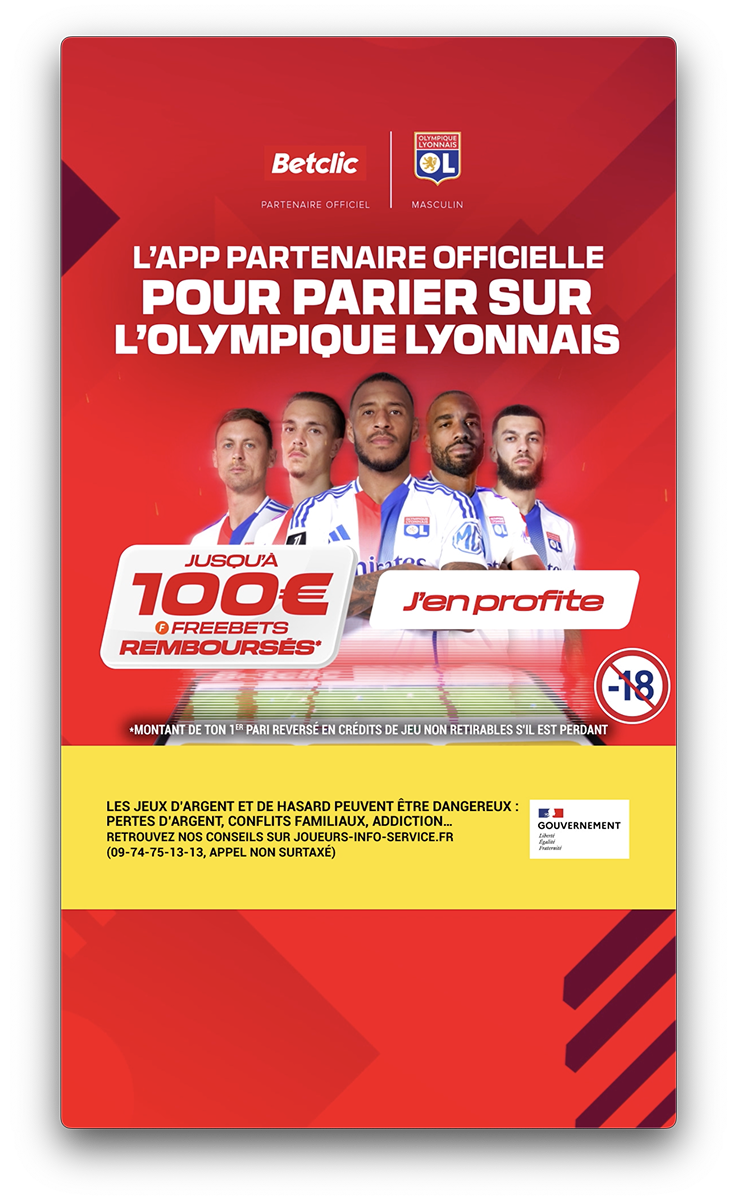 Betclic
OLYMPIQUE
LYONNAIS
OL
PARTENAIRE OFFICIEL
MASCULIN
L'APP PARTENAIRE OFFICIELLE
POUR PARIER SUR
L'OLYMPIQUE LYONNAIS
JUSQU'À
100€
F FREEBETS
REMBOURSÉS*
J'en profite
-18
*MONTANT DE TON 1ER PARI REVERSÉ EN CRÉDITS DE JEU NON RETIRABLES S'IL EST PERDANT
LES JEUX D'ARGENT ET DE HASARD PEUVENT ÊTRE DANGEREUX :
PERTES D'ARGENT, CONFLITS FAMILIAUX, ADDICTION...
RETROUVEZ NOS CONSEILS SUR JOUEURS-INFO-SERVICE.FR
(09-74-75-13-13, APPEL NON SURTAXÉ)
GOUVERNEMENT
Liberté
Égalité
Fraternité